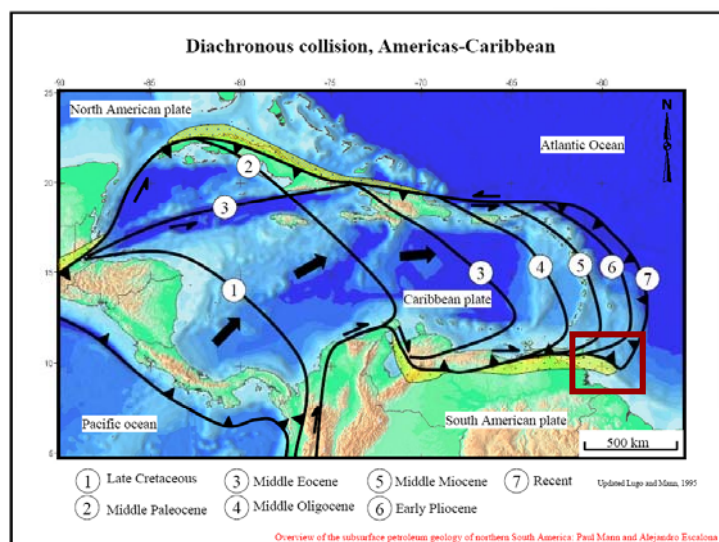 Diachronous collision, Americas-Caribbean
-90 -85 -80 -75 -70 -65 -60
25
North American plate
N
Atlantic Ocean
2
20
3
1
3
4
5
6
7
15
Caribbean plate
10
Pacific ocean
South American plate
5
500 km
1 Late Cretaceous 3 Middle Eocene 5 Middle Miocene 7 Recent Updated Lugo and Mann, 1995
2 Middle Paleocene 4 Middle Oligocene 6 Early Pliocene
Overview of the subsurface petroleum geology of northern South America: Paul Mann and Alejandro Escalona